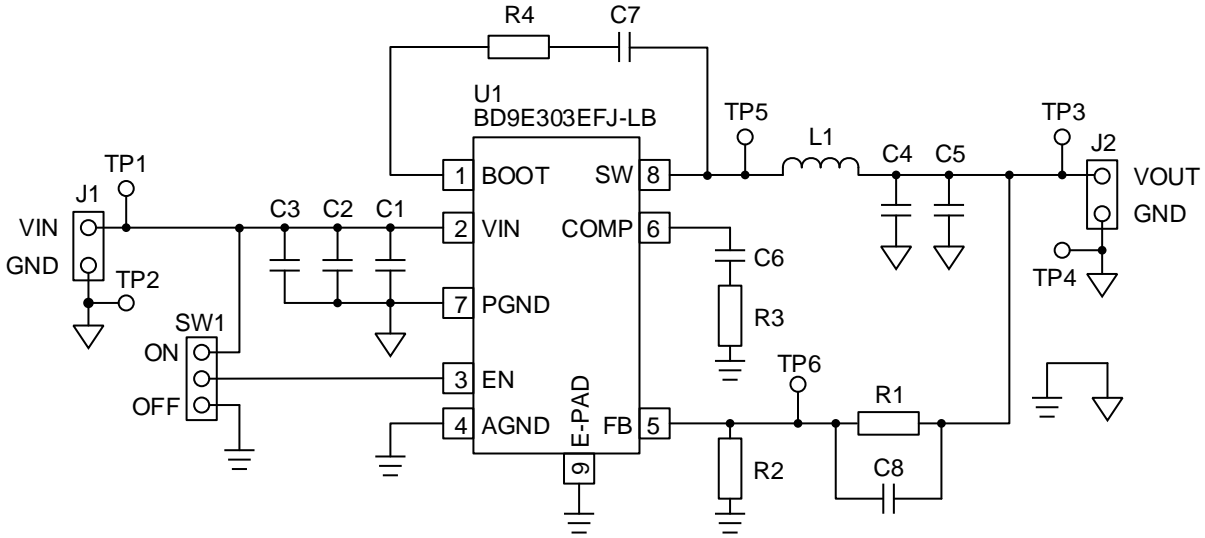 R4
C7
U1
BD9E303EFJ-LB
TP5
TP3
L1
C4
C5
J2
TP1
J1
1
BOOT
SW
8
VOUT
VIN
C3
C2
C1
2
VIN
COMP
6
GND
GND
TP2
C6
TP4
7
PGND
R3
SW1
ON
TP6
3
EN
R1
OFF
4
AGND
E-PAD
FB
5
9
R2
C8